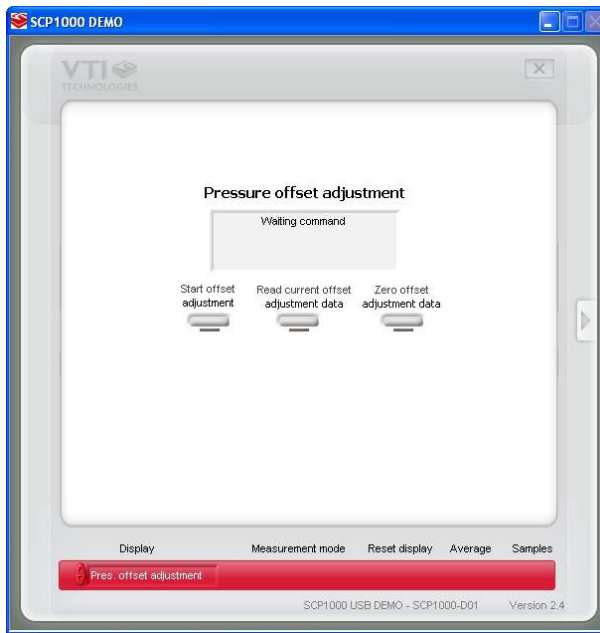 SCP1000 DEMO
VTI
TECHNOLOGIES
Pressure offset adjustment
Waiting command
Start offset
adjustment
Read current offset
adjustment data
Zero offset
adjustment data
Display Measurement mode Reset display Average Samples
Pres. offset adjustment
SCP1000 USB DEMO - SCP1000-D01 Version 2.4